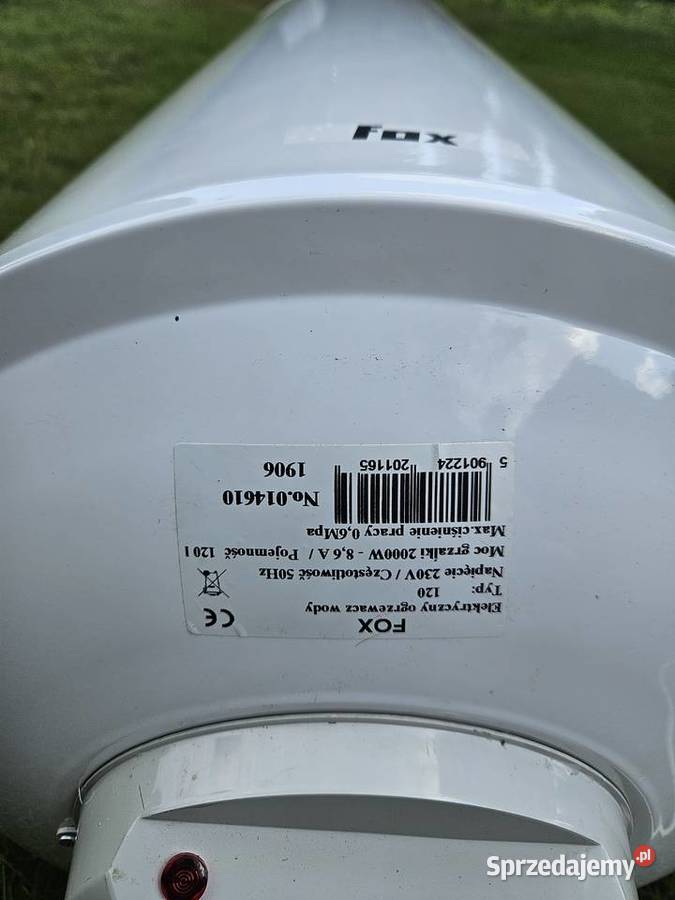 Fox
FOX
Elektryczny ogrzewacz wody
Typ: 120
Napięcie 230V / Częstotliwość 50Hz
Moc grzałki 2000W - 8,6 A / Pojemność 120 l
Max.ciśnienie pracy 0,6Mpa
No.014610
5 901224 201165
1906
CE
Sprzedajemy.pl